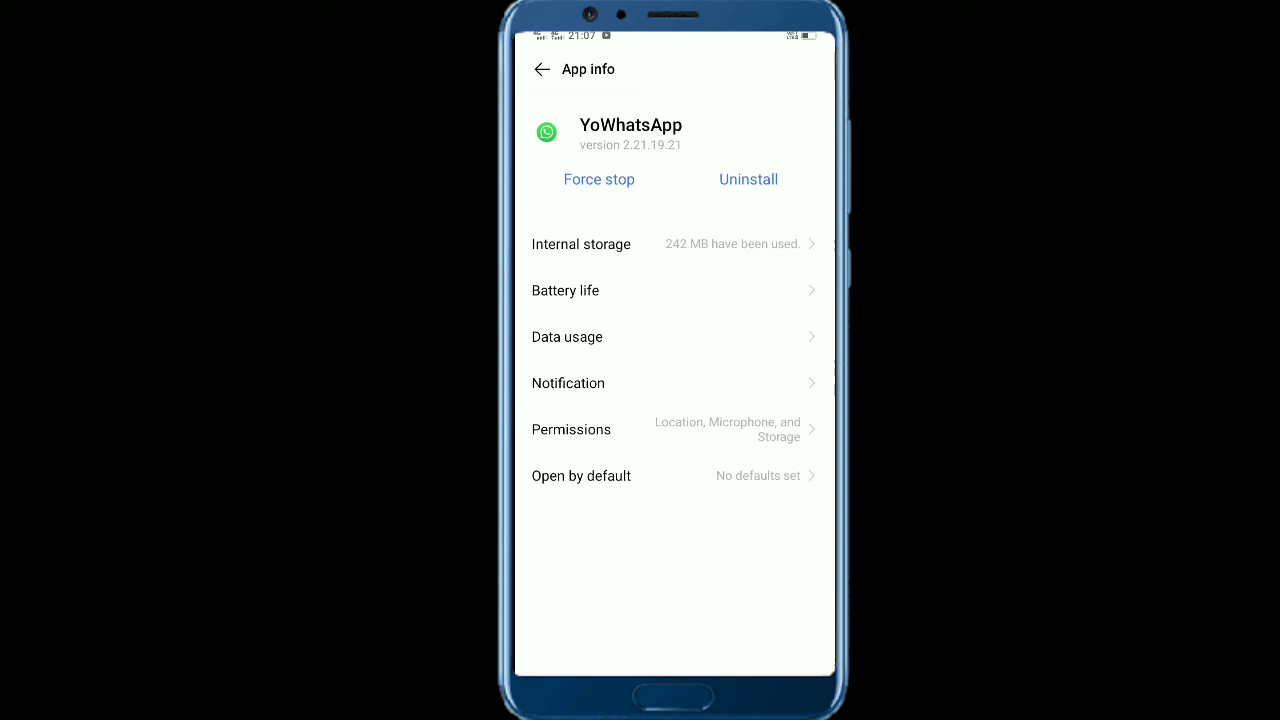 21:07
App info
YoWhatsApp
version 2.21.19.21
Force stop Uninstall
Internal storage 242 MB have been used.
Battery life
Data usage
Notification
Permissions Location, Microphone, and
Storage
Open by default No defaults set